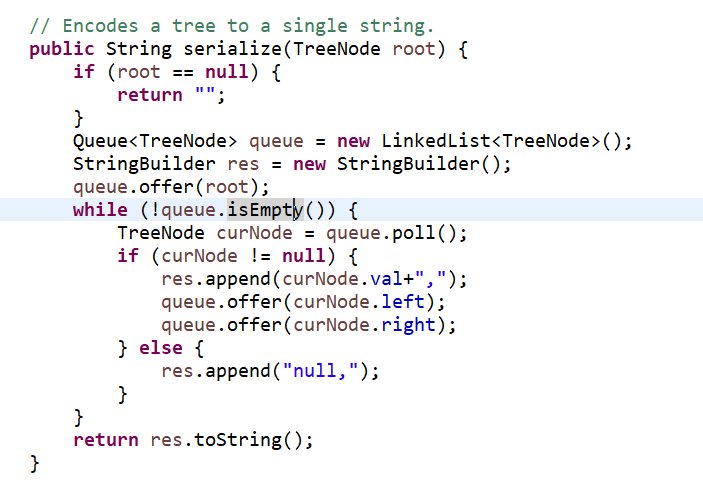 // Encodes a tree to a single string.
public String serialize(TreeNode root) {
    if (root == null) {
        return "";
    }
    Queue<TreeNode> queue = new LinkedList<TreeNode>();
    StringBuilder res = new StringBuilder();
    queue.offer(root);
    while (!queue.isEmpty()) {
        TreeNode curNode = queue.poll();
        if (curNode != null) {
            res.append(curNode.val+",");
            queue.offer(curNode.left);
            queue.offer(curNode.right);
        } else {
            res.append("null,");
        }
    }
    return res.toString();
}